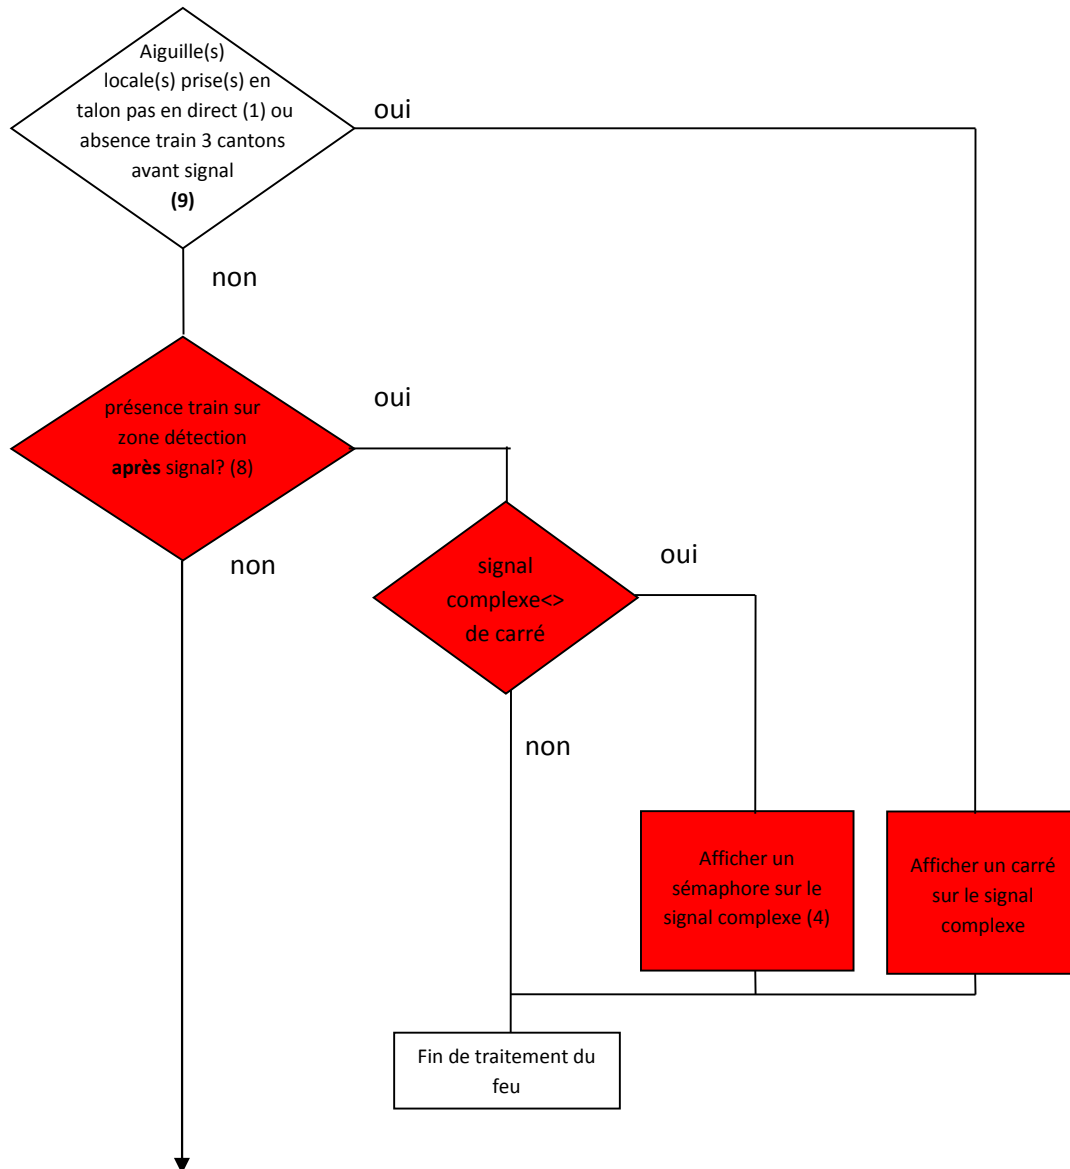 Aiguille(s)
locale(s) prise(s) en
talon pas en direct (1) ou
absence train 3 cantons
avant signal
(9)
oui
non
présence train sur
zone détection
après signal? (8)
oui
non
signal
complexe<>
de carré
oui
non
Afficher un
sémaphore sur le
signal complexe (4)
Afficher un carré
sur le signal
complexe
Fin de traitement du
feu